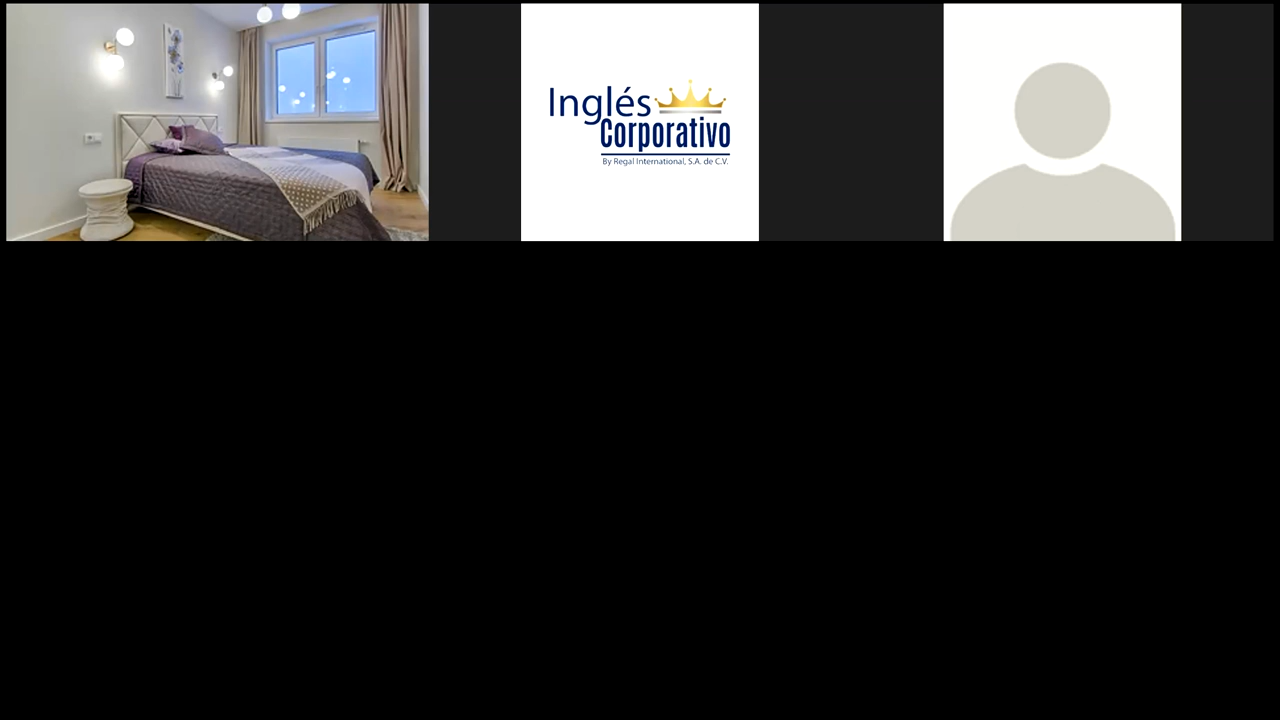 Inglés
Corporativo
By Regal International, S.A. de C.V.